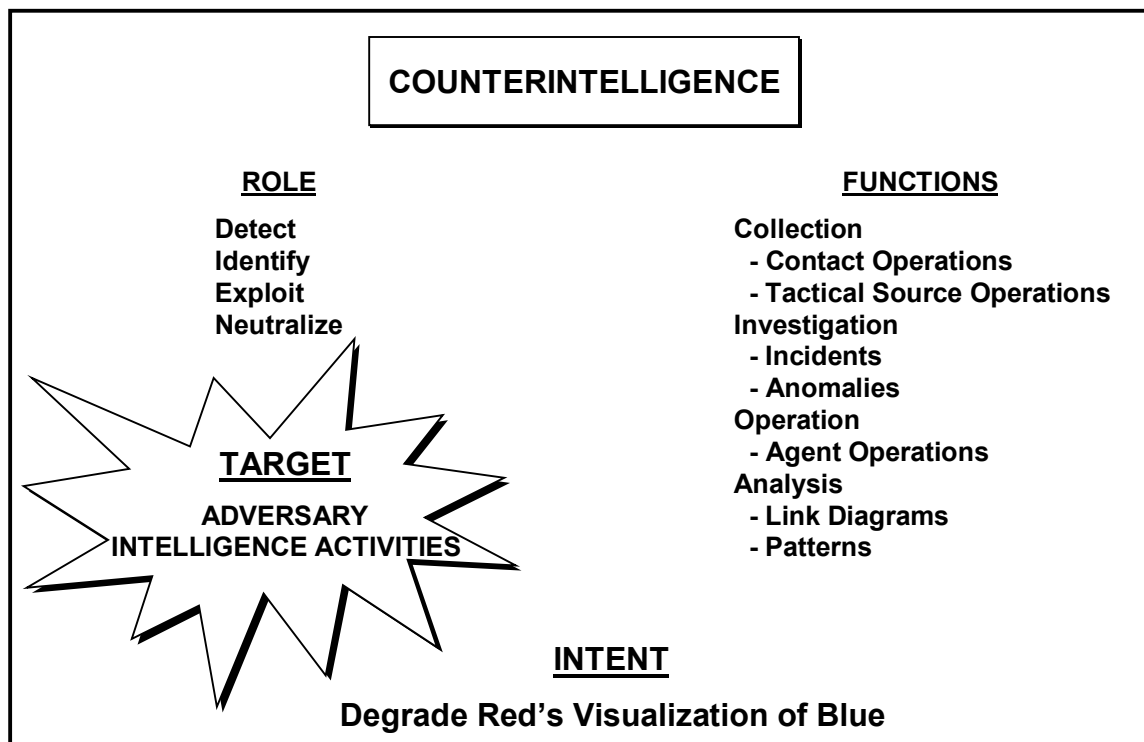 COUNTERINTELLIGENCE
ROLE
Detect
Identify
Exploit
Neutralize
TARGET
ADVERSARY
INTELLIGENCE ACTIVITIES
FUNCTIONS
Collection
- Contact Operations
- Tactical Source Operations
Investigation
- Incidents
- Anomalies
Operation
- Agent Operations
Analysis
- Link Diagrams
- Patterns
INTENT
Degrade Red's Visualization of Blue